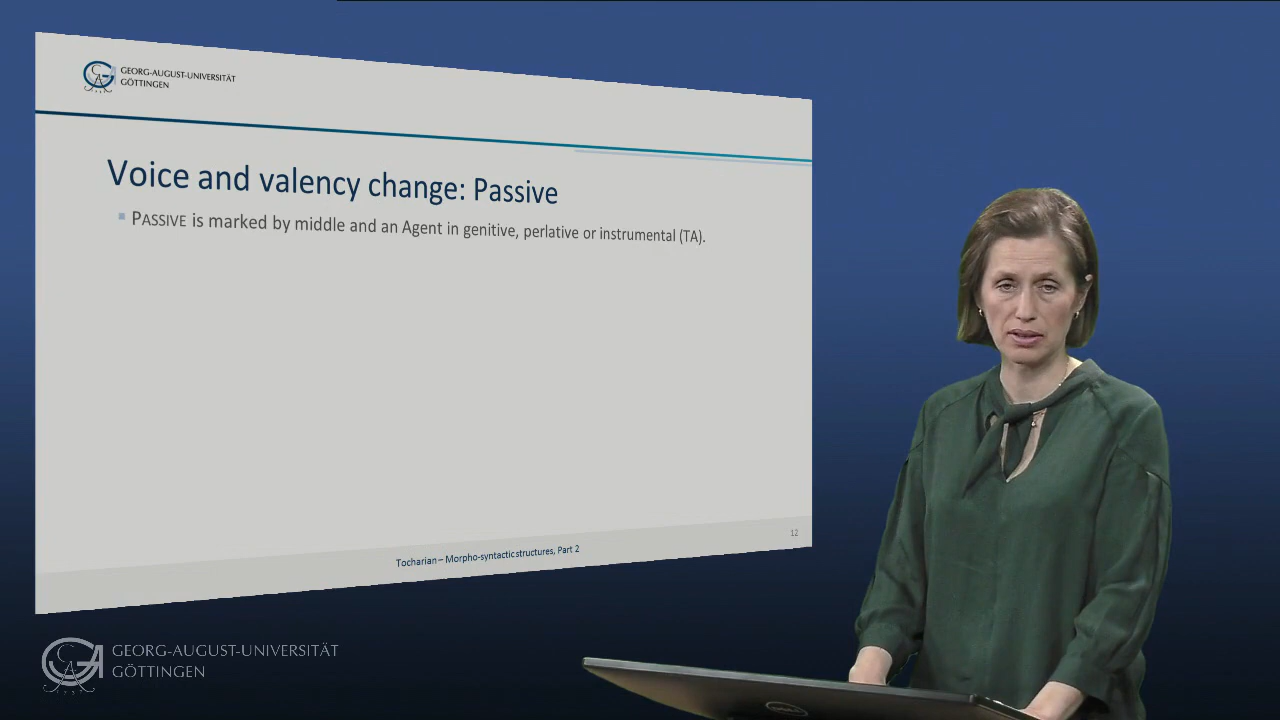 GEORG-AUGUST-UNIVERSITÄT
GÖTTINGEN
Voice and valency change: Passive
▪ PASSIVE is marked by middle and an Agent in genitive, perlative or instrumental (TA).
12
Tocharian – Morpho-syntactic structures, Part 2
GEORG-AUGUST-UNIVERSITÄT
GÖTTINGEN